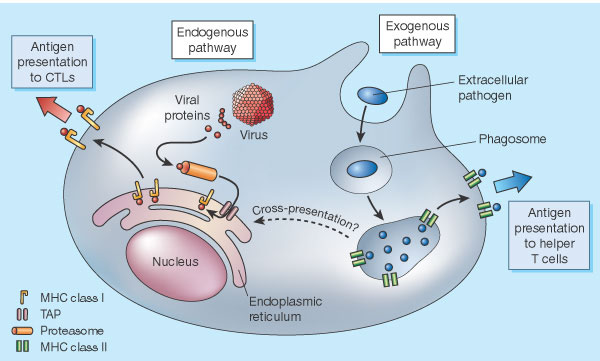 Endogenous
pathway
Exogenous
pathway
Antigen
presentation
to CTLs
Viral
proteins
Virus
Extracellular
pathogen
Phagosome
Cross-presentation?
Antigen
presentation
to helper
T cells
Nucleus
Endoplasmic
reticulum
MHC class I
TAP
Proteasome
MHC class II